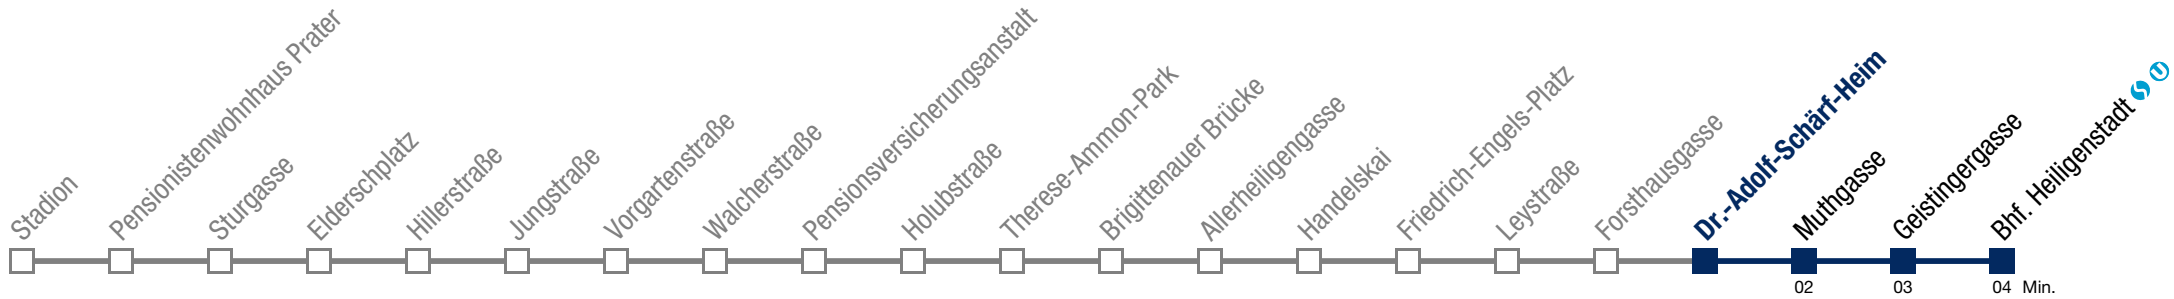 Stadion
Pensionistenwohnhaus Prater
Sturgasse
Elderschplatz
Hillerstraße
Jungstraße
Vorgartenstraße
Walcherstraße
Pensionsversicherungsanstalt
Holubstraße
Therese-Ammon-Park
Brigittenauer Brücke
Allerheiligengasse
Handelskai
Friedrich-Engels-Platz
Leystraße
Forsthausgasse
Dr.-Adolf-Schärf-Heim
Muthgasse
Geistingergasse
Bhf. Heiligenstadt S U
02 03 04 Min.